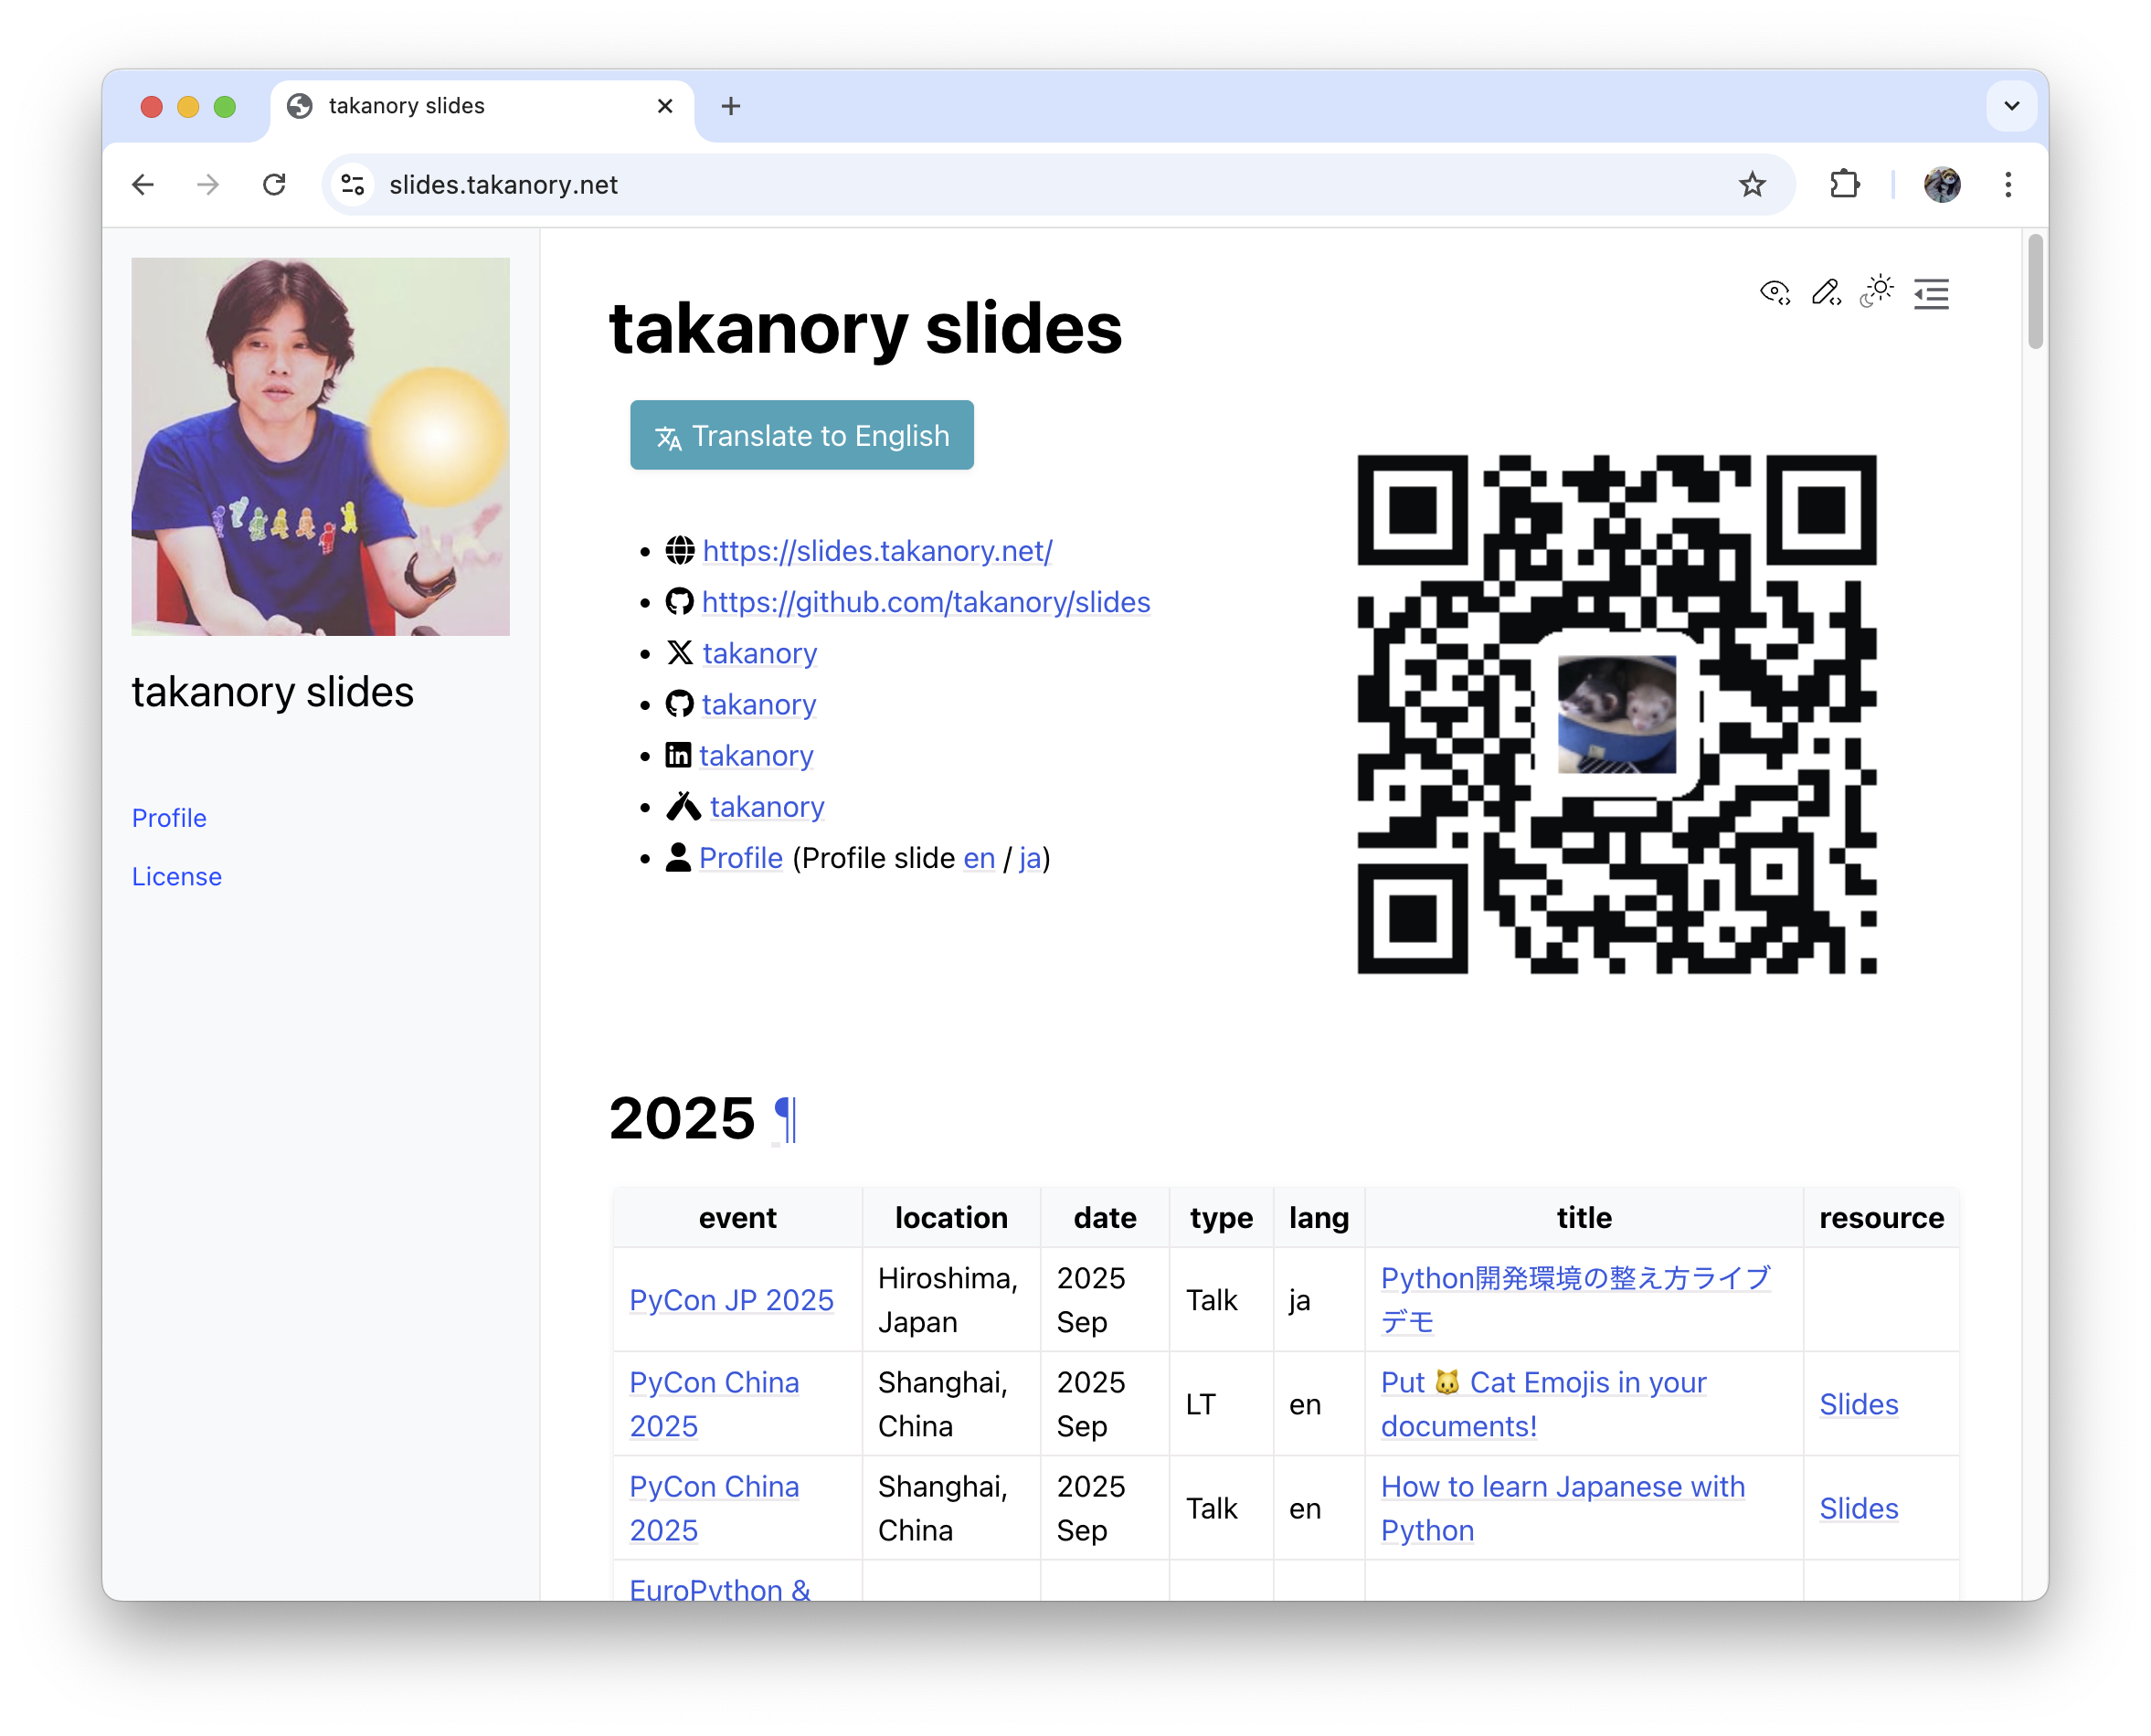 takanory slides
slides.takanory.net
takanory slides
Profile
License
takanory slides
Translate to English
https://slides.takanory.net/
https://github.com/takanory/slides
takanory
takanory
takanory
takanory
Profile (Profile slide en / ja)
2025 ¶
event location date type lang title resource
PyCon JP 2025
Hiroshima,
Japan
2025
Sep
Talk
ja
Python開発環境の整え方ライブ
デモ
PyCon China
2025
Shanghai,
China
2025
Sep
LT
en
Put 🐱 Cat Emojis in your
documents!
Slides
PyCon China
2025
Shanghai,
China
2025
Sep
Talk
en
How to learn Japanese with
Python
Slides
EuroPython &